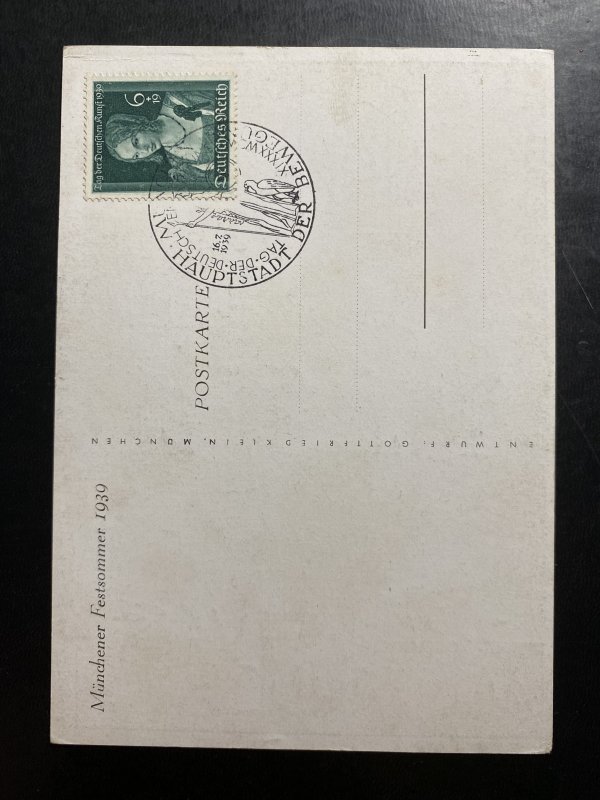 Münchener Festsommer 1939
ENTWURF: GOTTFRIED KLEIN, MÜNCHEN
POSTKARTE
Tag der Deutschen Kunst 1939
6+19
Deutsches Reich
HAUPTSTADT DER
TAG·DER·DEUTSCHEN
16.7.
1939